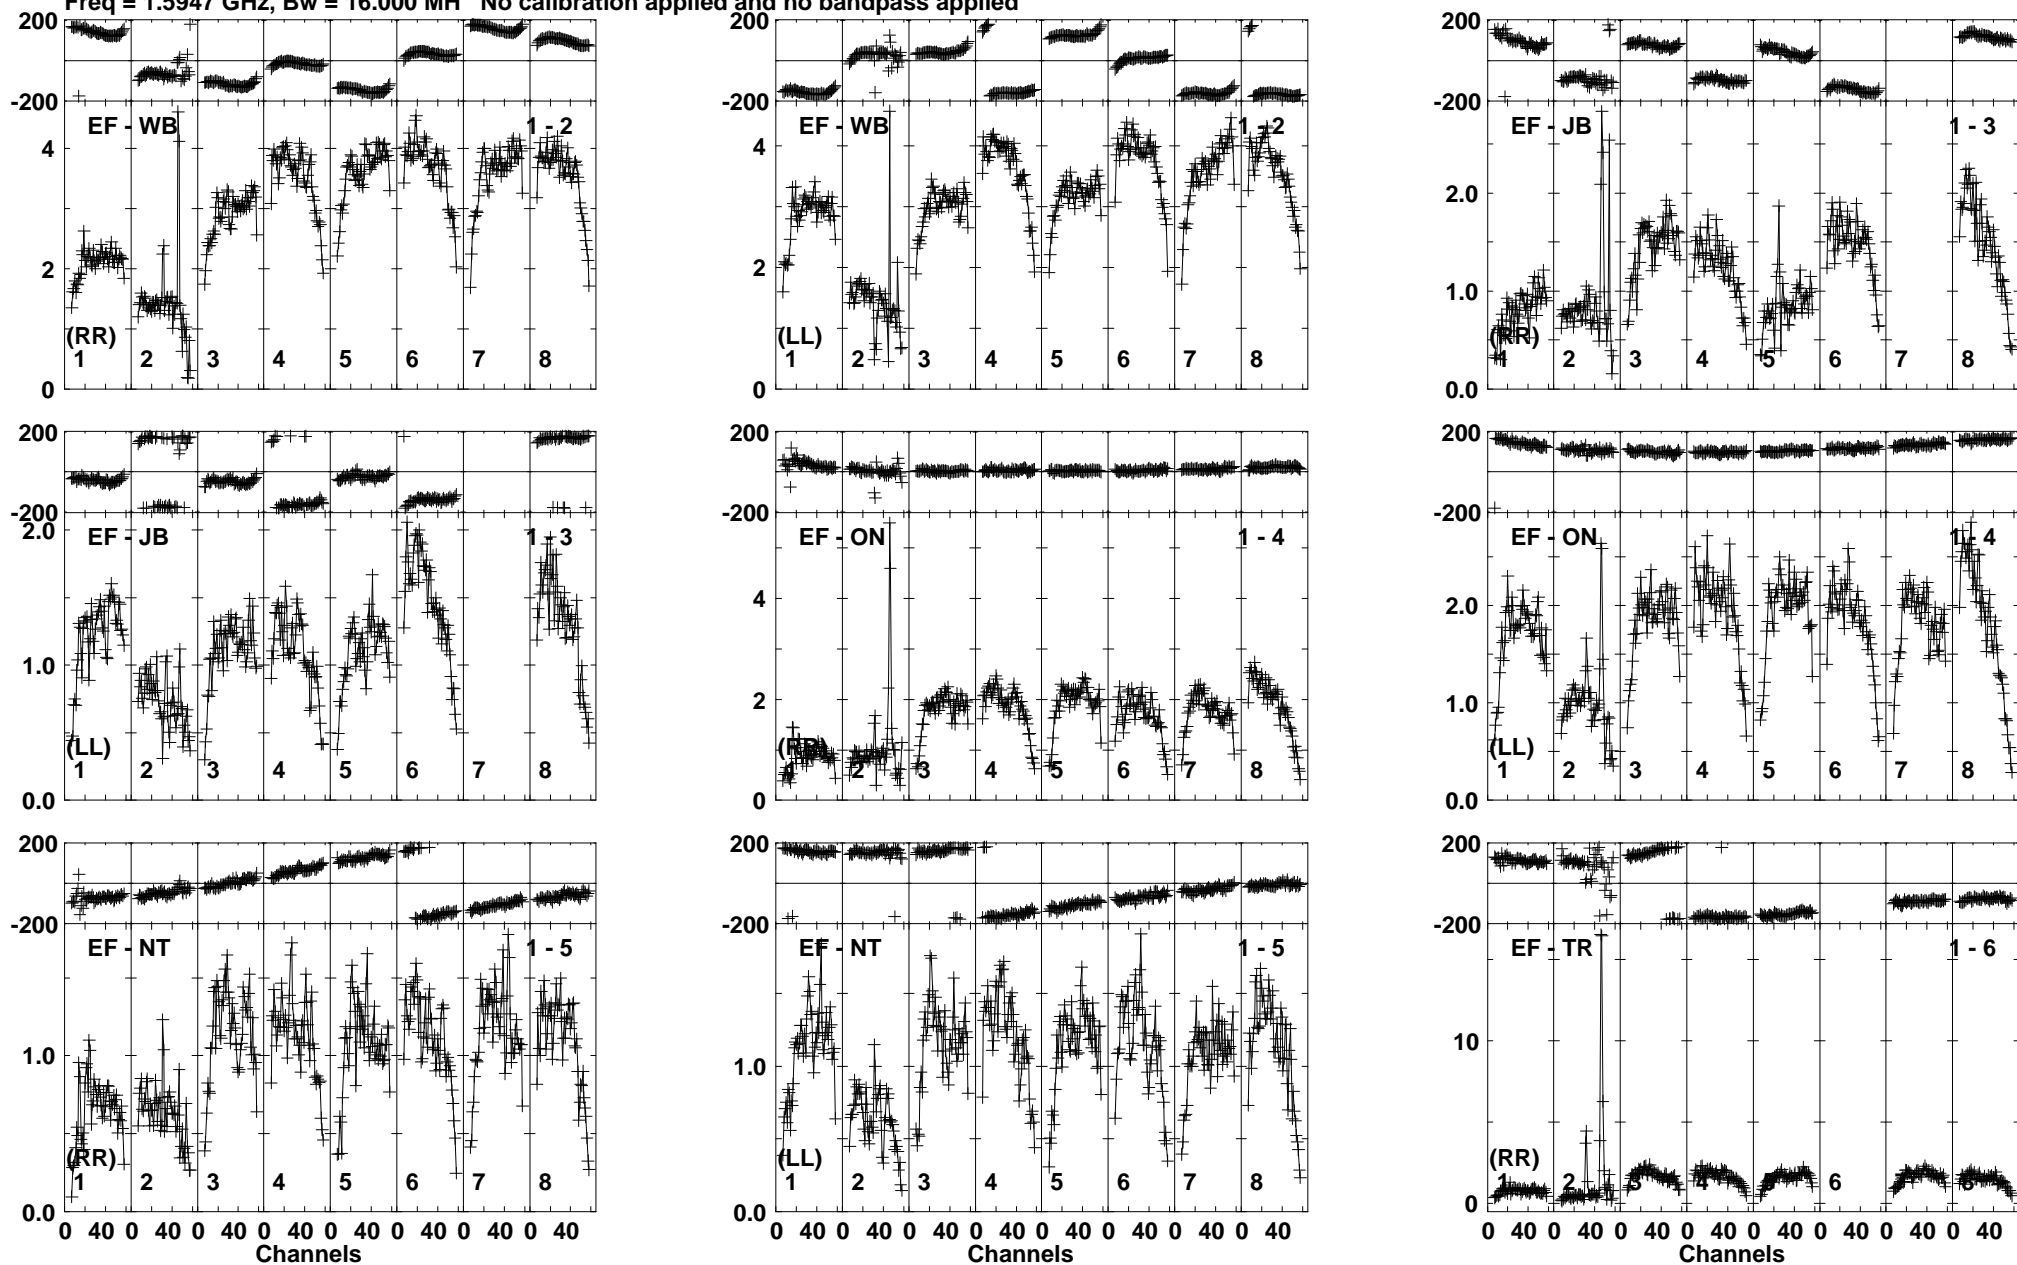 Freq = 1.5947 GHz, Bw = 16.000 MH No calibration applied and no bandpass applied
200 200 200
-200 -200 -200
EF - WB 1 - 2 EF - WB 1 - 2 EF - JB 1 - 3
4 4 2.0
2 2 1.0
(RR) (LL) (RR)
1 2 3 4 5 6 7 8 1 2 3 4 5 6 7 8 1 2 3 4 5 6 7 8
0 0 0.0
200 200 200
-200 -200 -200
EF - JB 1 - 3 EF - ON 1 - 4 EF - ON 1 - 4
2.0 4 2.0
1.0 2 1.0
(LL) (RR) (LL)
1 2 3 4 5 6 7 8 1 2 3 4 5 6 7 8 1 2 3 4 5 6 7 8
0.0 0 0.0
200 200 200
-200 -200 -200
EF - NT 1 - 5 EF - NT 1 - 5 EF - TR 1 - 6
1.0 1.0 10
(RR) (LL) (RR)
1 2 3 4 5 6 7 8 1 2 3 4 5 6 7 8 1 2 3 4 5 6 7 8
0.0 0.0 0
0 40 0 40 0 40 0 40 0 40 0 40 0 40 0 40 0 40 0 40 0 40 0 40 0 40 0 40 0 40 0 40 0 40 0 40 0 40 0 40 0 40 0 40 0 40 0 40
Channels Channels Channels